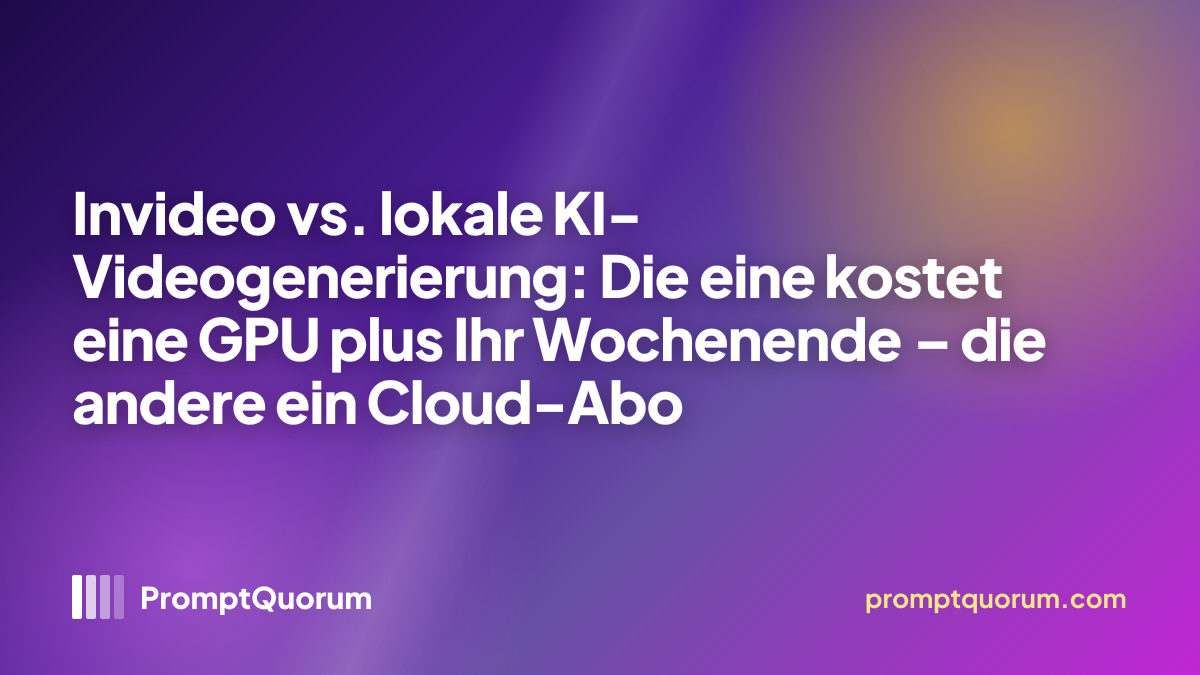 Invideo vs. lokale KI-
Videogenerierung: Die eine kostet
eine GPU plus Ihr Wochenende – die
andere ein Cloud-Abo
PromptQuorum
promptquorum.com